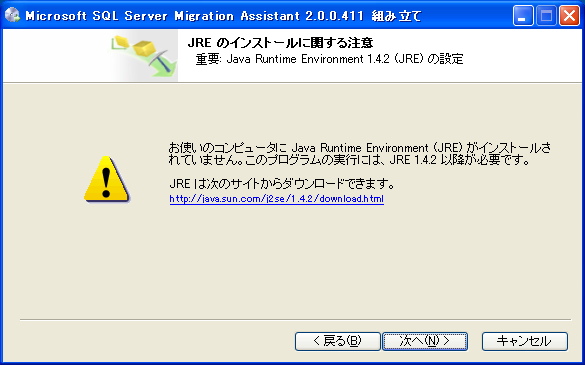 Microsoft SQL Server Migration Assistant 2.0.0.411 組み立て
JRE のインストールに関する注意
重要: Java Runtime Environment 1.4.2 (JRE) の設定
お使いのコンピュータに Java Runtime Environment (JRE) がインストールさ
れていません。このプログラムの実行には、JRE 1.4.2 以降が必要です。
JRE は次のサイトからダウンロードできます。
http://java.sun.com/j2se/1.4.2/download.html
< 戻る(B)
次へ(N) >
キャンセル